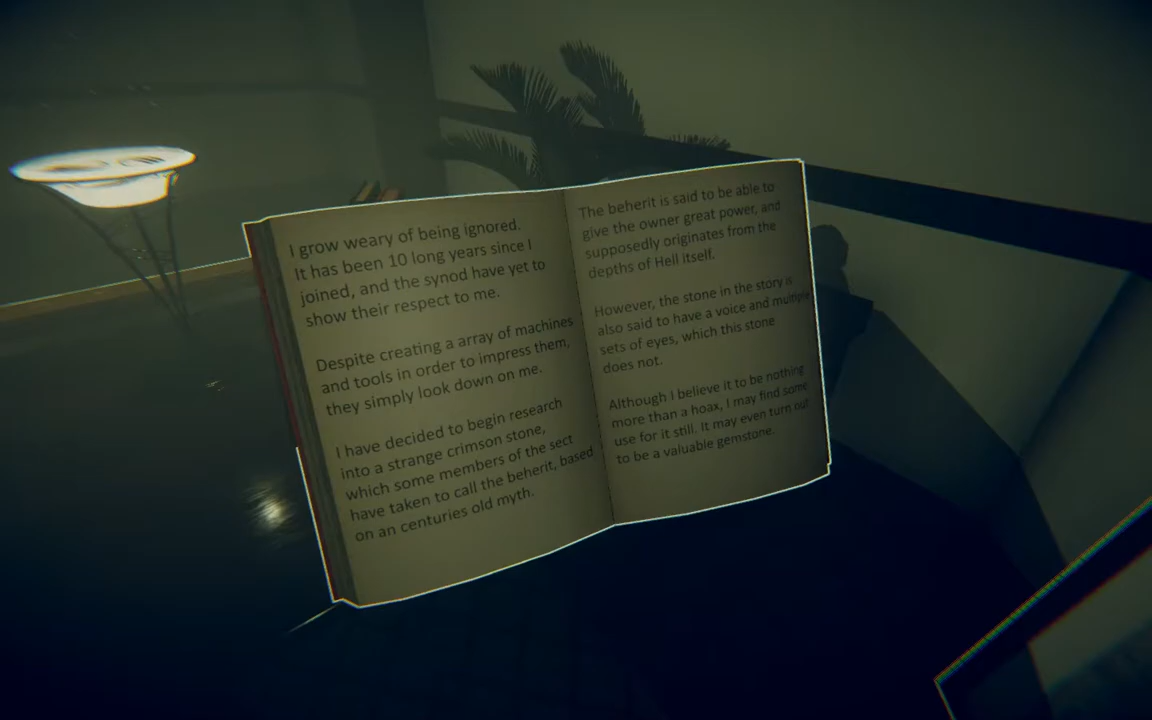 I grow weary of being ignored.
It has been 10 long years since I
joined, and the synod have yet to
show their respect to me.
Despite creating a array of machines
and tools in order to impress them,
they simply look down on me.
I have decided to begin research
into a strange crimson stone,
which some members of the sect
have taken to call the beherit, based
on an centuries old myth.
The beherit is said to be able to
give the owner great power, and
supposedly originates from the
depths of Hell itself.
However, the stone in the story is
also said to have a voice and multiple
sets of eyes, which this stone
does not.
Although I believe it to be nothing
more than a hoax, I may find some
use for it still. It may even turn out
to be a valuable gemstone.